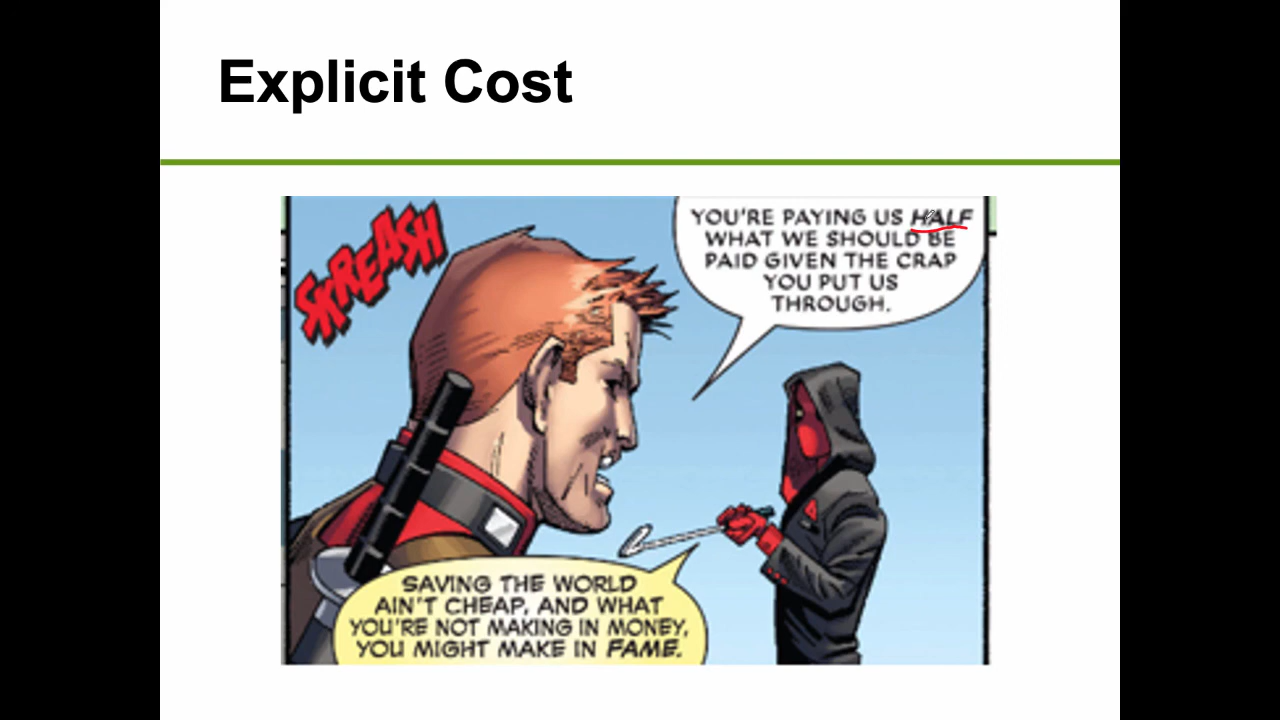 Explicit Cost
SPREASH
YOU'RE PAYING US HALF
WHAT WE SHOULD BE
PAID GIVEN THE CRAP
YOU PUT US
THROUGH.
SAVING THE WORLD
AIN'T CHEAP, AND WHAT
YOU'RE NOT MAKING IN MONEY,
YOU MIGHT MAKE IN FAME.